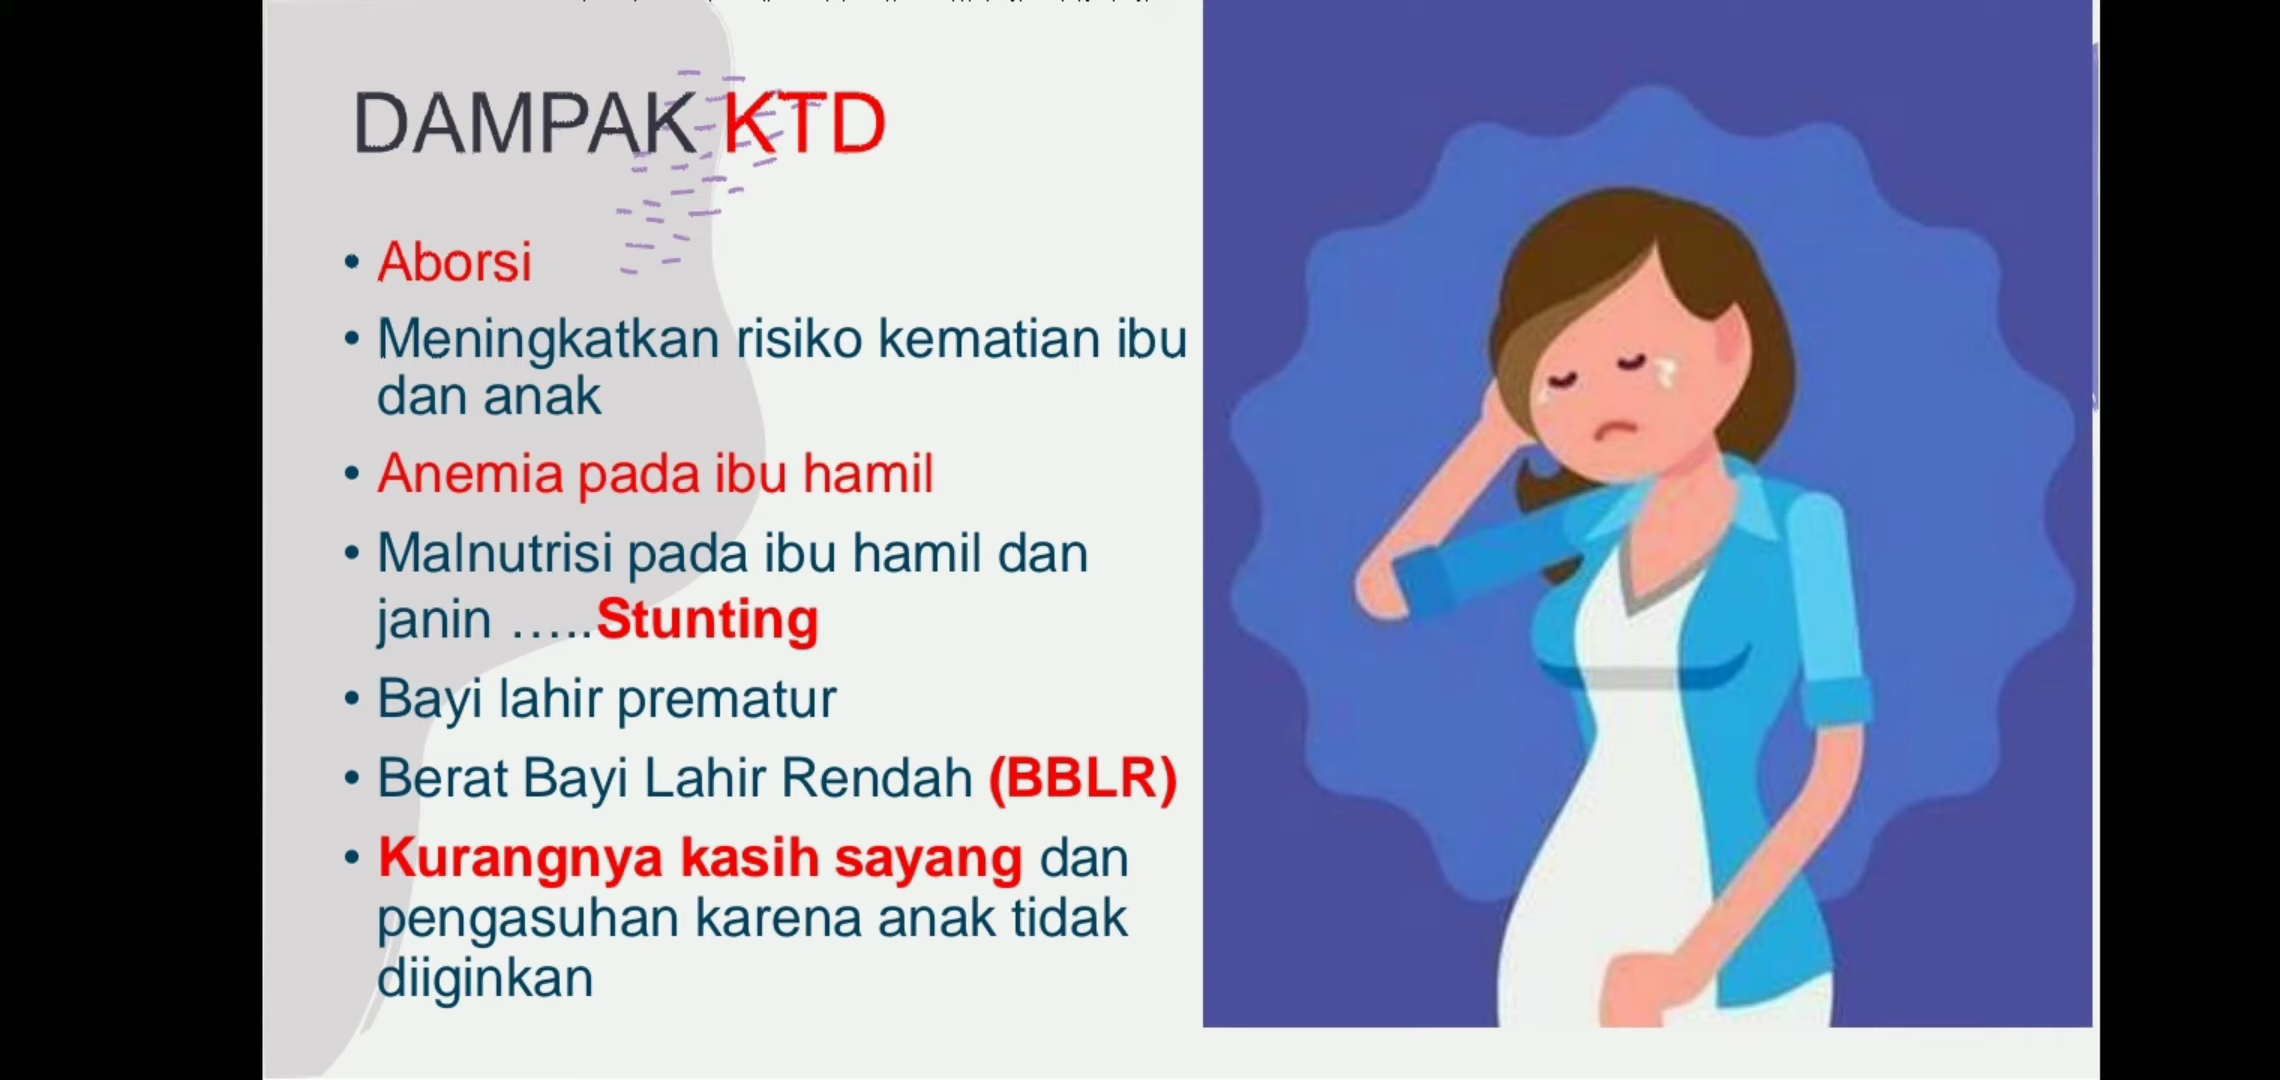 DAMPAK KTD
• Aborsi
• Meningkatkan risiko kematian ibu
dan anak
• Anemia pada ibu hamil
• Malnutrisi pada ibu hamil dan
janin …..Stunting
• Bayi lahir prematur
• Berat Bayi Lahir Rendah (BBLR)
• Kurangnya kasih sayang dan
pengasuhan karena anak tidak
diiginkan